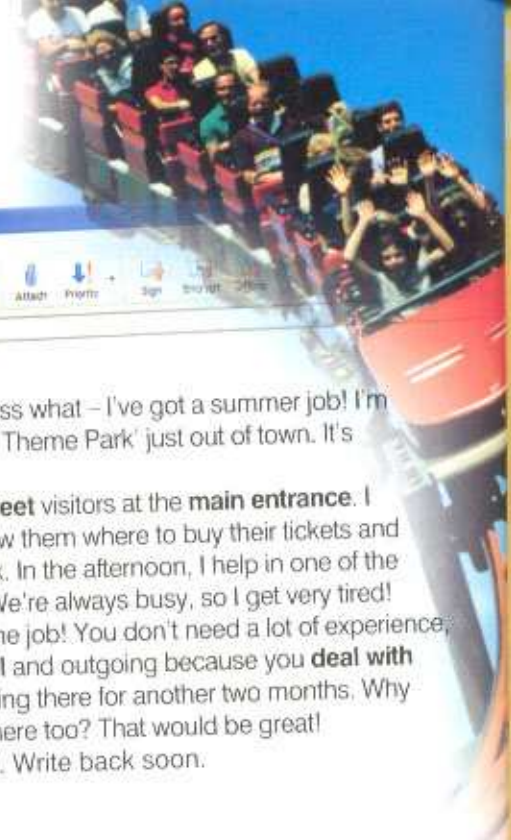 Attach Priority Sign Encrypt Offline
ss what – I've got a summer job! I'm
Theme Park' just out of town. It's
eet visitors at the main entrance. I
w them where to buy their tickets and
. In the afternoon, I help in one of the
We're always busy, so I get very tired!
he job! You don't need a lot of experience,
l and outgoing because you deal with
ing there for another two months. Why
ere too? That would be great!
. Write back soon.